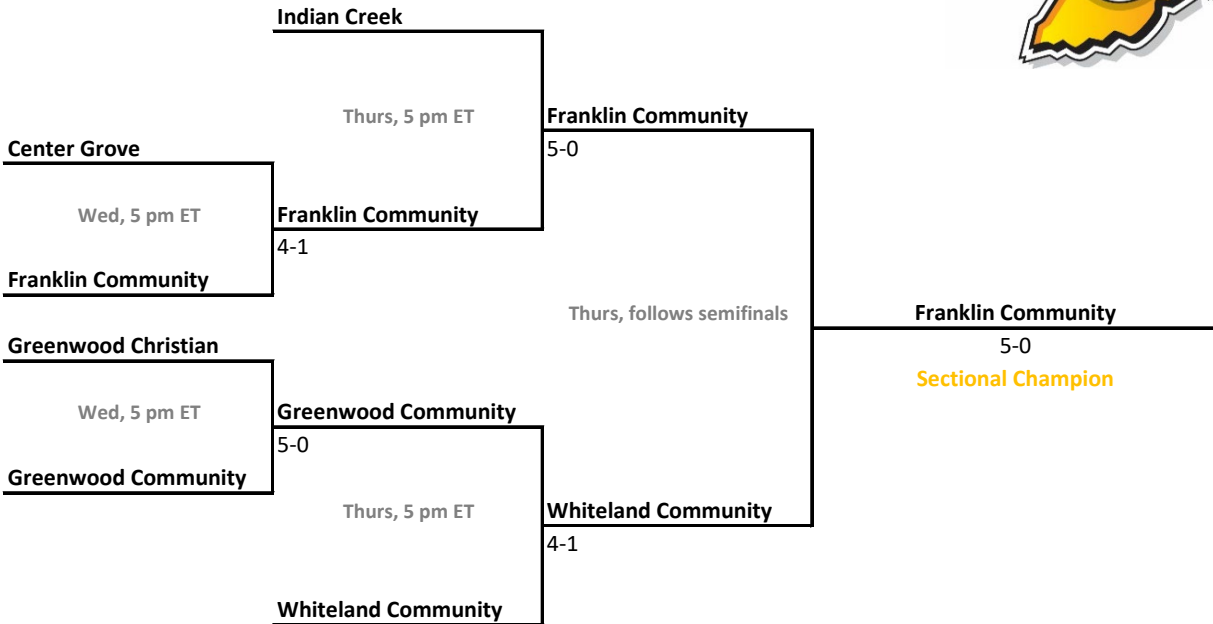 Indian Creek
Thurs, 5 pm ET
Franklin Community
5-0
Center Grove
Wed, 5 pm ET
Franklin Community
4-1
Franklin Community
Thurs, follows semifinals
Franklin Community
5-0
Sectional Champion
Greenwood Christian
Wed, 5 pm ET
Greenwood Community
5-0
Greenwood Community
Thurs, 5 pm ET
Whiteland Community
4-1
Whiteland Community